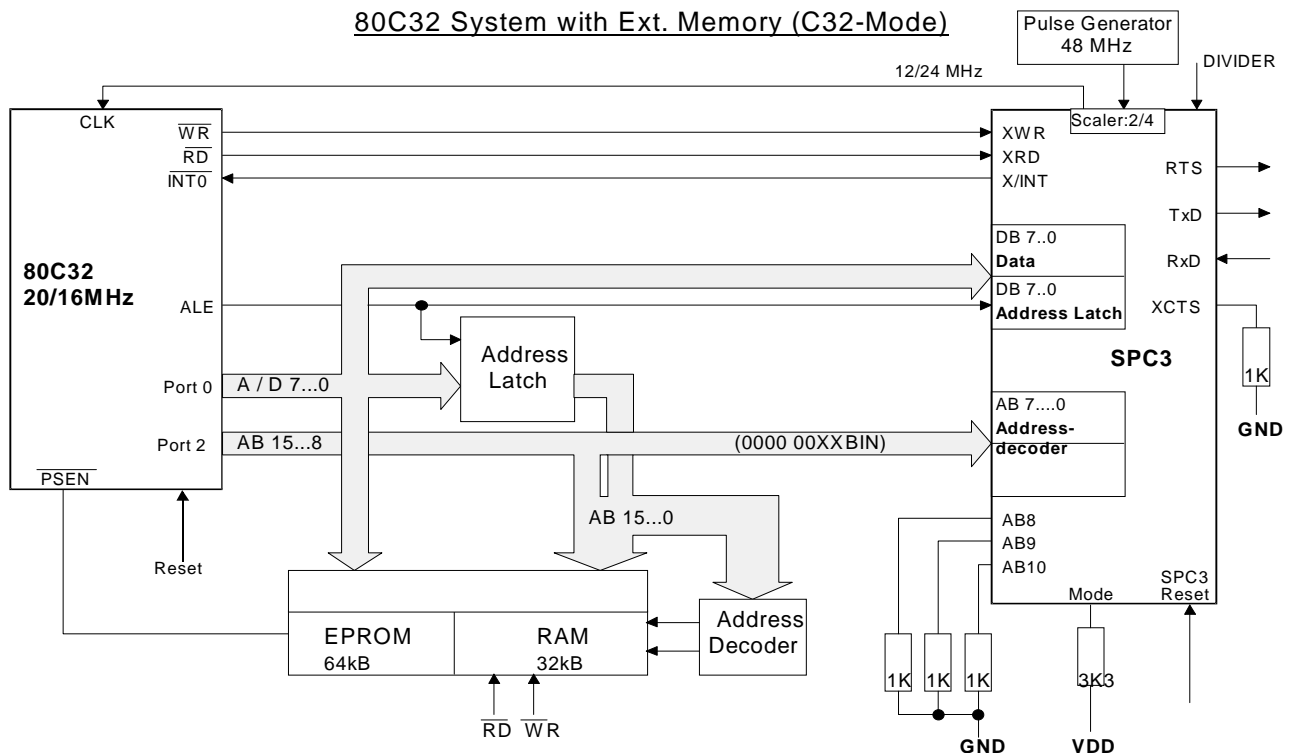 80C32 System with Ext. Memory (C32-Mode)
Pulse Generator
48 MHz
DIVIDER
12/24 MHz
CLK
Scaler:2/4
WR
RD
INT0
XWR
XRD
X/INT
RTS
TxD
RxD
XCTS
80C32
20/16MHz
ALE
DB 7..0
Data
DB 7..0
Address Latch
SPC3
1K
GND
Address
Latch
Port 0
A / D 7...0
Port 2
AB 15...8
(0000 00XXBIN)
AB 7....0
Address-
decoder
PSEN
Reset
AB 15...0
AB8
AB9
AB10
Mode
SPC3
Reset
EPROM
64kB
RAM
32kB
Address
Decoder
RD
WR
1K
1K
1K
3K3
GND
VDD